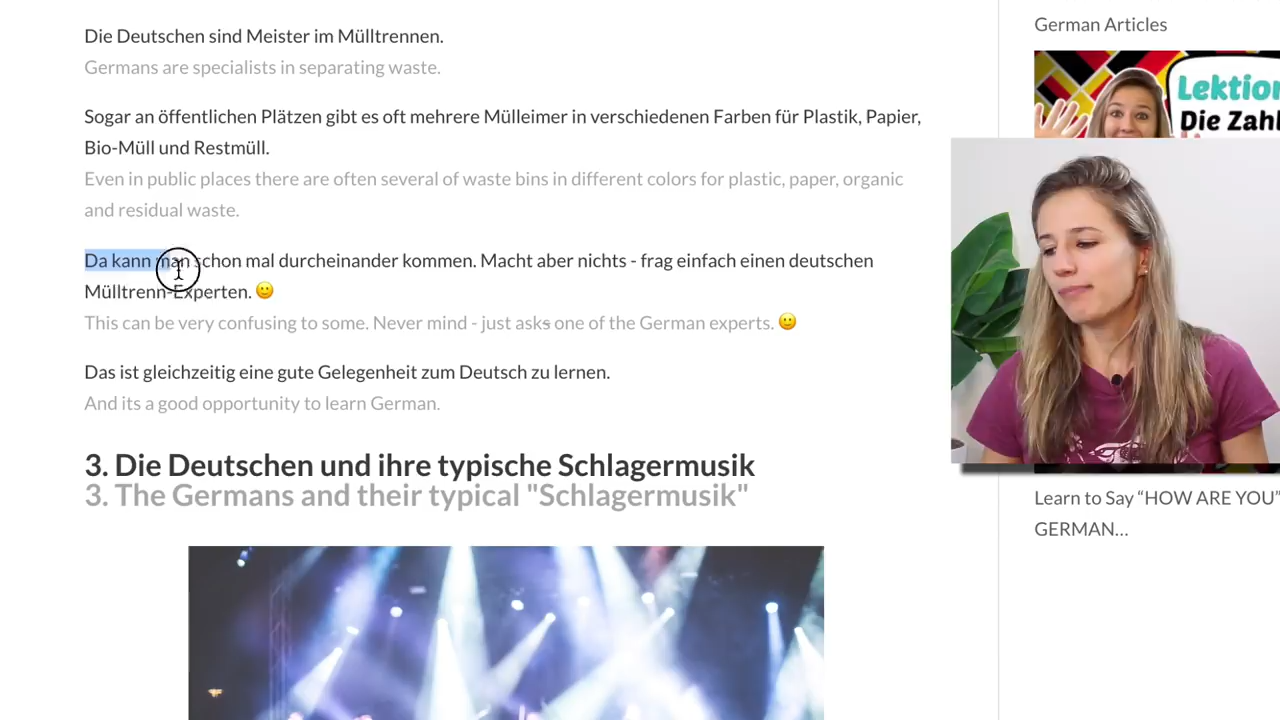 Die Deutschen sind Meister im Mülltrennen.
Germans are specialists in separating waste.
Sogar an öffentlichen Plätzen gibt es oft mehrere Mülleimer in verschiedenen Farben für Plastik, Papier,
Bio-Müll und Restmüll.
Even in public places there are often several of waste bins in different colors for plastic, paper, organic
and residual waste.
Da kann man schon mal durcheinander kommen. Macht aber nichts - frag einfach einen deutschen
Mülltrenn-Experten. 🙂
This can be very confusing to some. Never mind - just asks one of the German experts. 🙂
Das ist gleichzeitig eine gute Gelegenheit zum Deutsch zu lernen.
And its a good opportunity to learn German.
3. Die Deutschen und ihre typische Schlagermusik
3. The Germans and their typical "Schlagermusik"
German Articles
Lektion
Die Zahl
Learn to Say “HOW ARE YOU”
GERMAN…